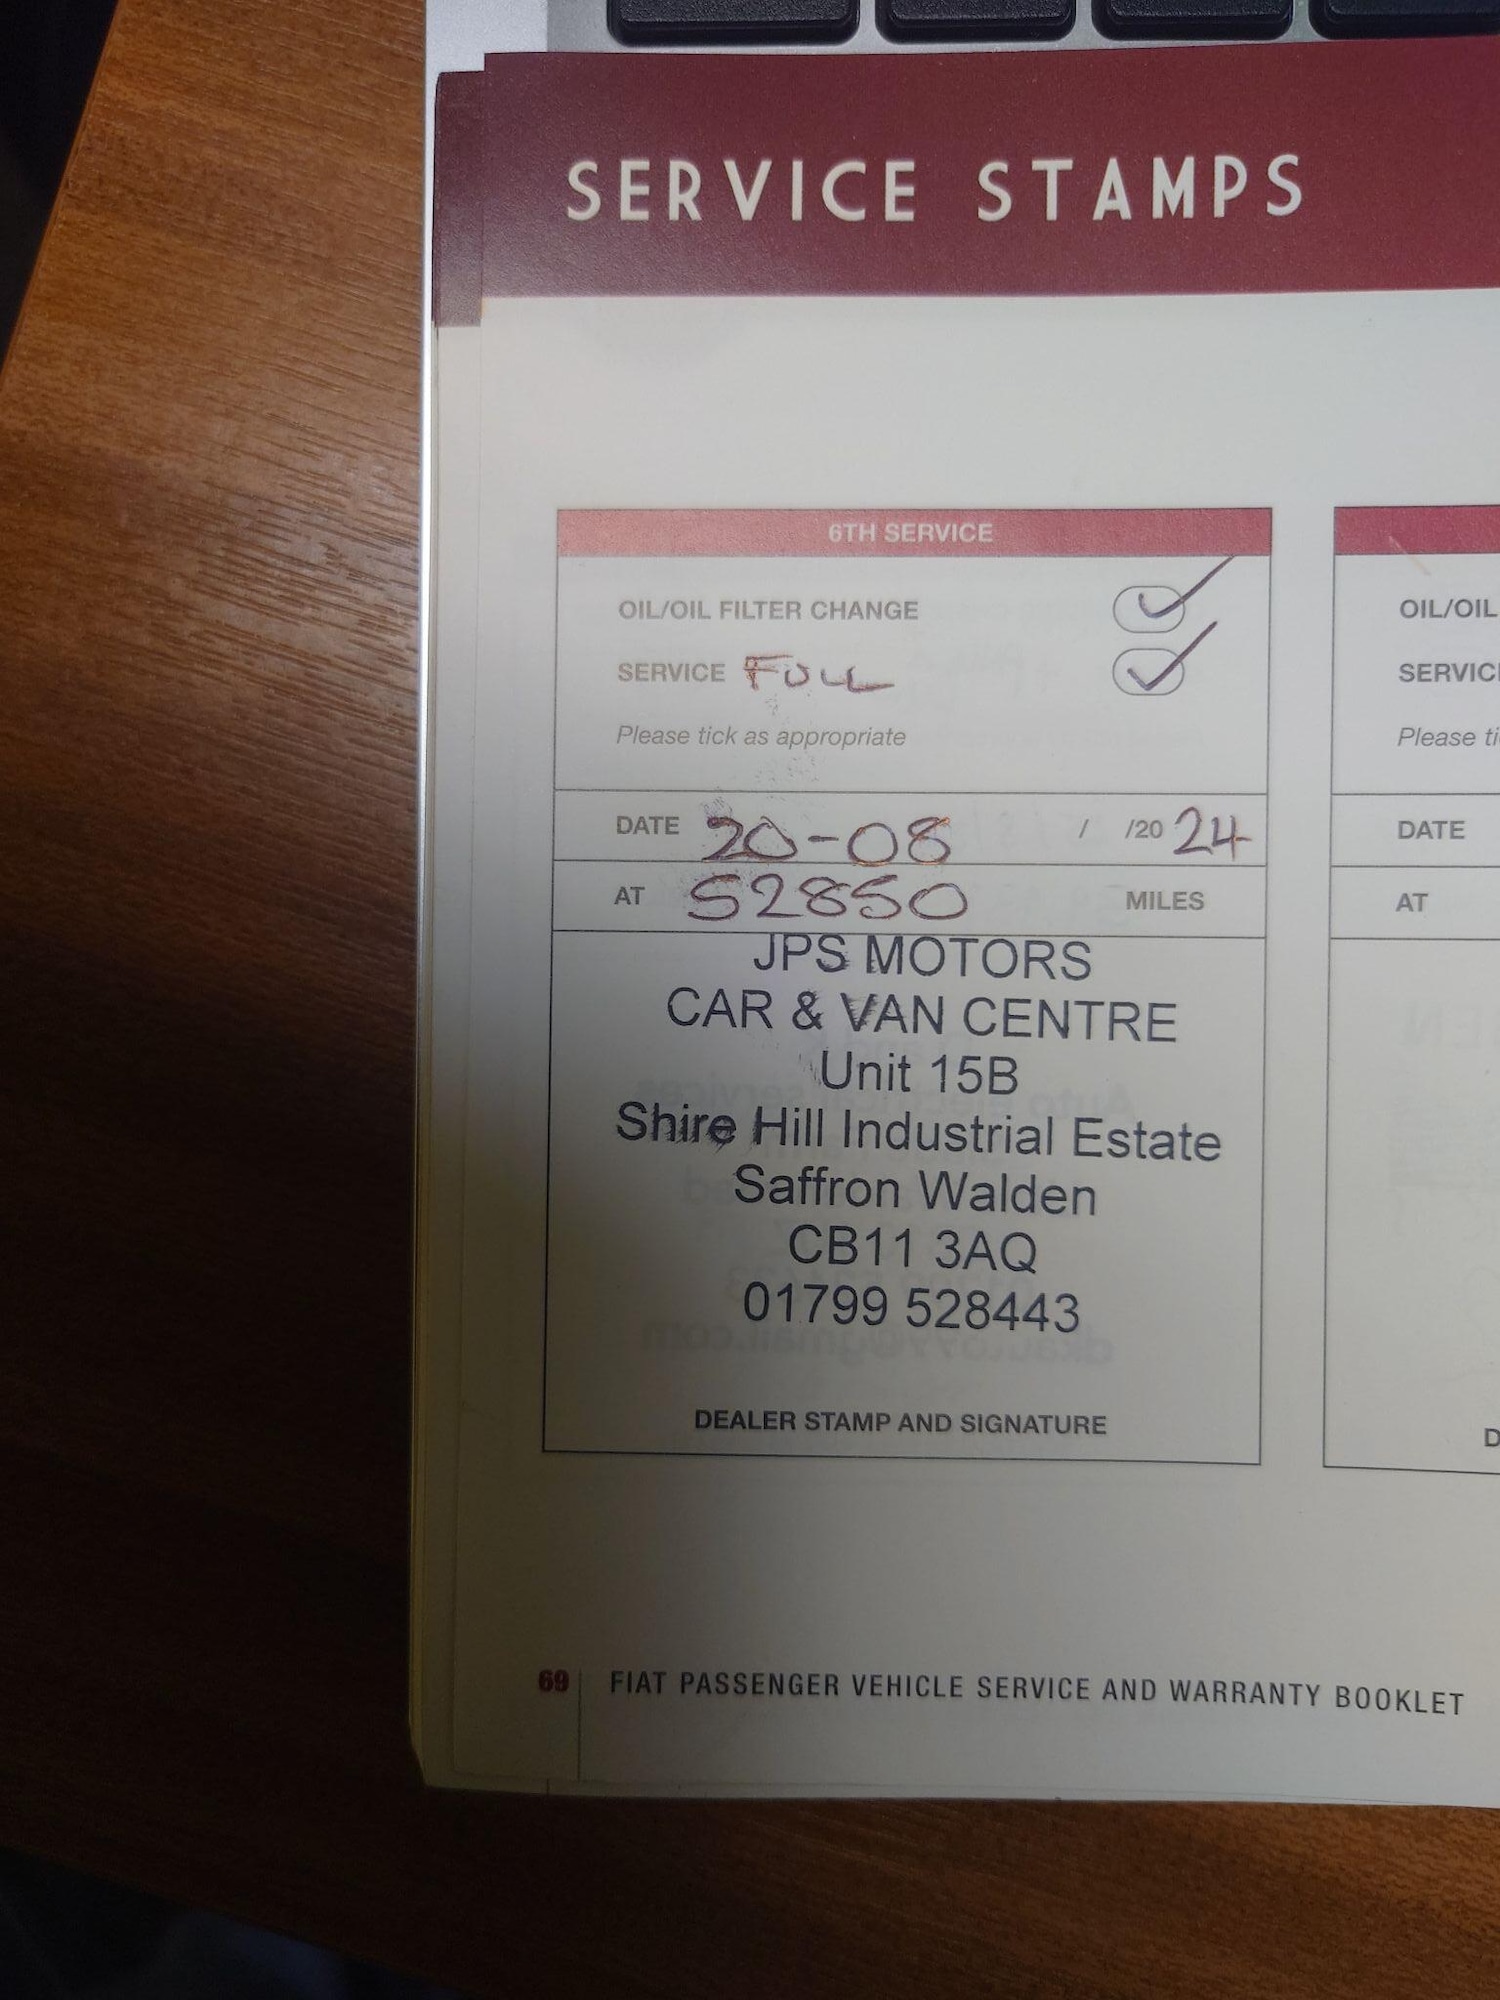 SERVICE STAMPS
6TH SERVICE
OIL/OIL FILTER CHANGE
SERVICE FULL
Please tick as appropriate
DATE 20-08 / /20 24
AT 52850 MILES
JPS MOTORS
CAR & VAN CENTRE
Unit 15B
Shire Hill Industrial Estate
Saffron Walden
CB11 3AQ
01799 528443
DEALER STAMP AND SIGNATURE
OIL/OIL
SERVIC
Please ti
DATE
AT
D
69 FIAT PASSENGER VEHICLE SERVICE AND WARRANTY BOOKLET